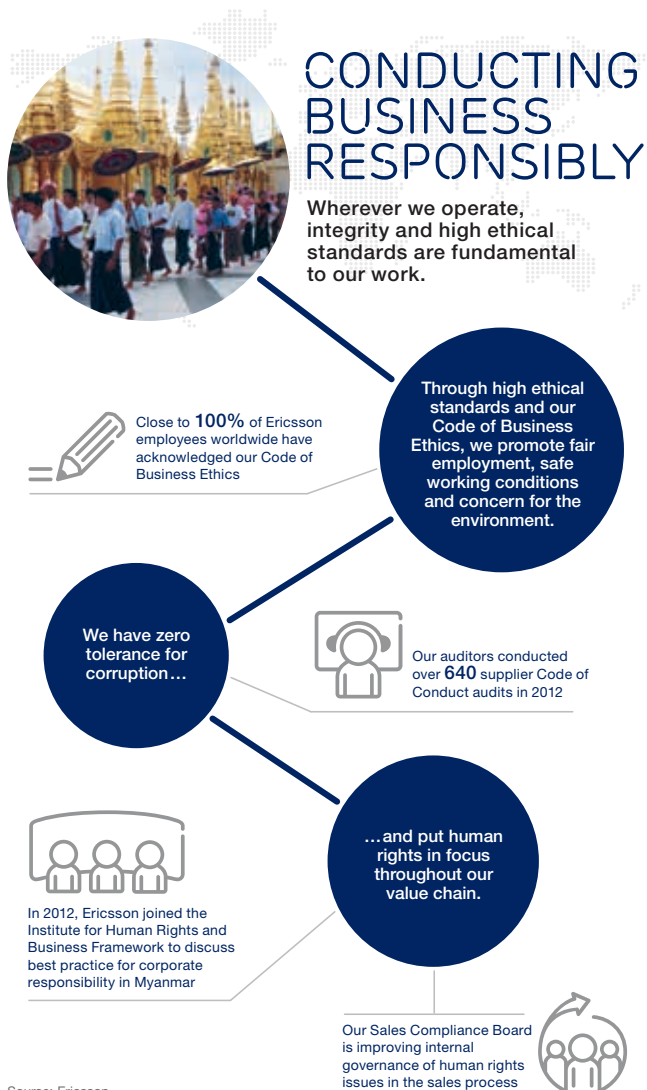 CONDUCTING
BUSINESS
RESPONSIBLY
Wherever we operate,
integrity and high ethical
standards are fundamental
to our work.
Through high ethical
standards and our
Code of Business
Ethics, we promote fair
employment, safe
working conditions
and concern for the
environment.
Close to 100% of Ericsson
employees worldwide have
acknowledged our Code of
Business Ethics
We have zero
tolerance for
corruption...
Our auditors conducted
over 640 supplier Code of
Conduct audits in 2012
...and put human
rights in focus
throughout our
value chain.
In 2012, Ericsson joined the
Institute for Human Rights and
Business Framework to discuss
best practice for corporate
responsibility in Myanmar
Our Sales Compliance Board
is improving internal
governance of human rights
issues in the sales process
Source: Ericsson